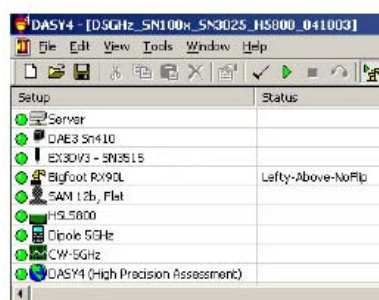 DASY4 - [D5GHz_SN100x_SN3025_H5800_041003]
File Edit View Tools Window Help
Setup Status
Server
DAE3 Sn410
EX3DV3 - SN3515
Bigfoot RX90L Lefty-Above-NoFlip
SAM 12b, Flat
HSL5800
Dipole 5GHz
CW-5GHz
DASY4 (High Precision Assessment)